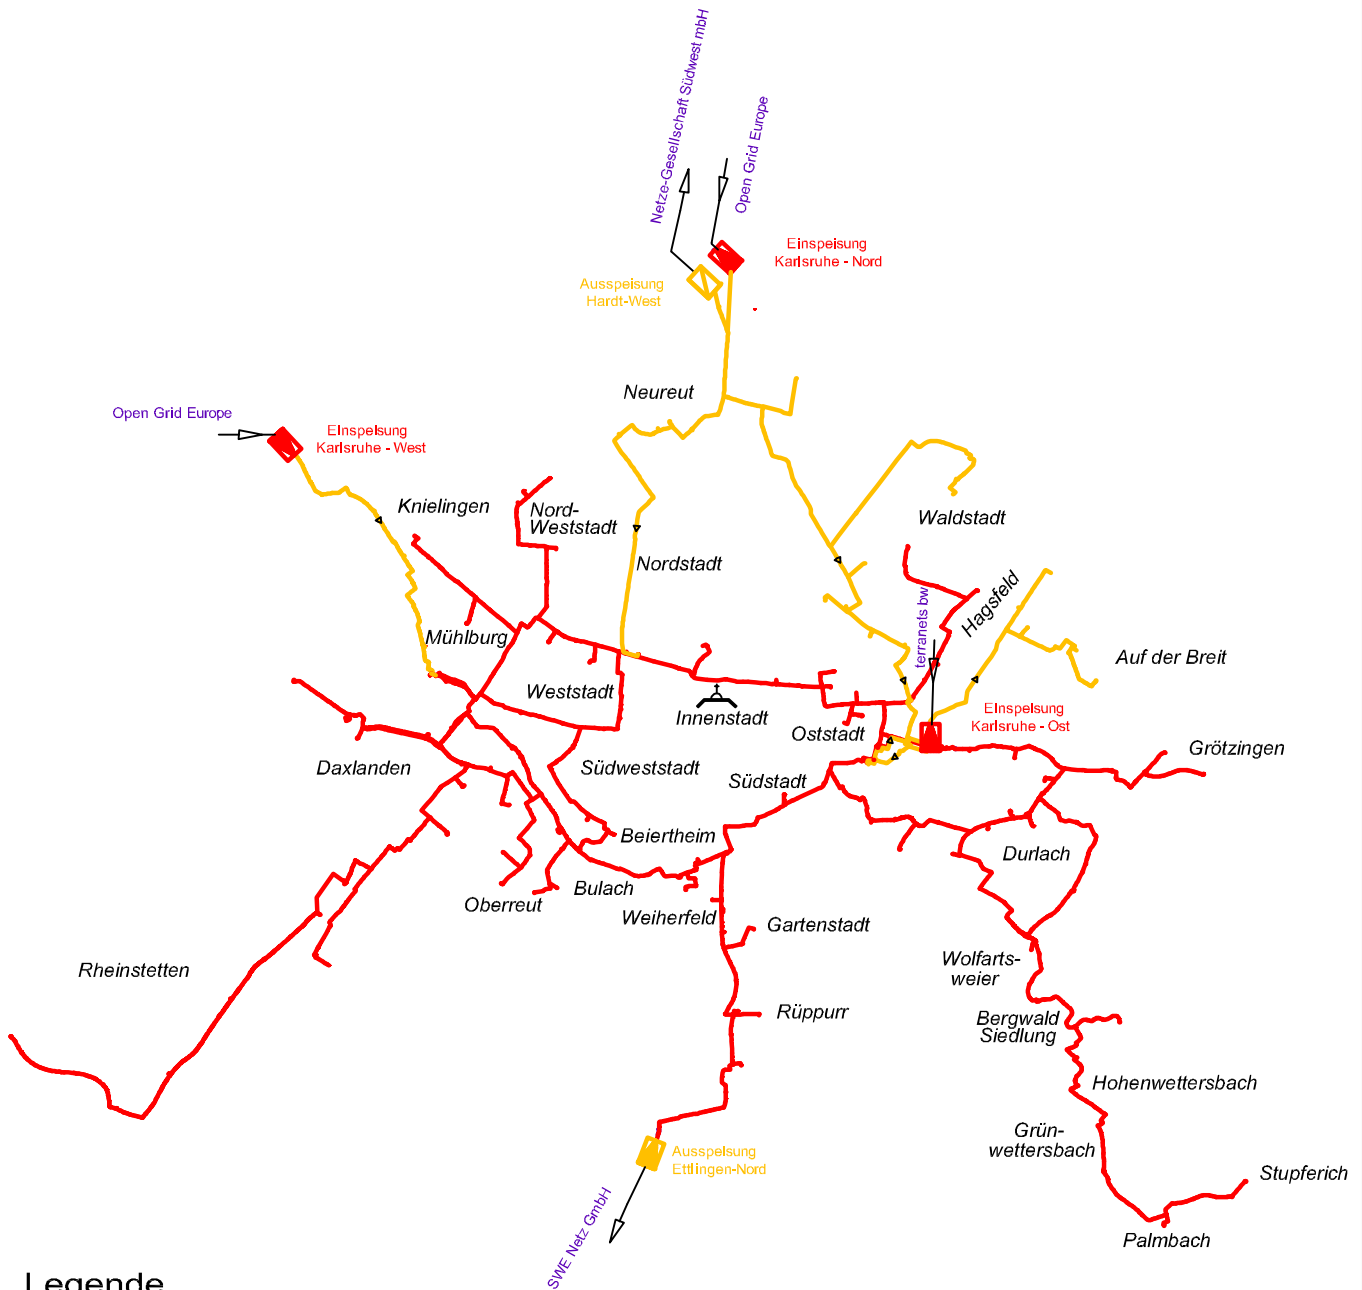 Netze-Gesellschaft Südwest mbH
Open Grid Europe
Einspeisung
Karlsruhe - Nord
Ausspeisung
Hardt-West
Neureut
Open Grid Europe
Einspeisung
Karlsruhe - West
Knielingen
Nord-
Weststadt
Waldstadt
Nordstadt
Hagsfeld
terranets bw
Mühlburg
Auf der Breit
Weststadt
Innenstadt
Einspeisung
Karlsruhe - Ost
Oststadt
Grötzingen
Daxlanden
Südweststadt
Südstadt
Beiertheim
Durlach
Bulach
Oberreut
Weiherfeld
Gartenstadt
Wolfarts-
weier
Rheinstetten
Rüppurr
Bergwald
Siedlung
Hohenwettersbach
Grün-
wettersbach
Ausspeisung
Ettlingen-Nord
Stupferich
SWE Netz GmbH
Palmbach
Legende